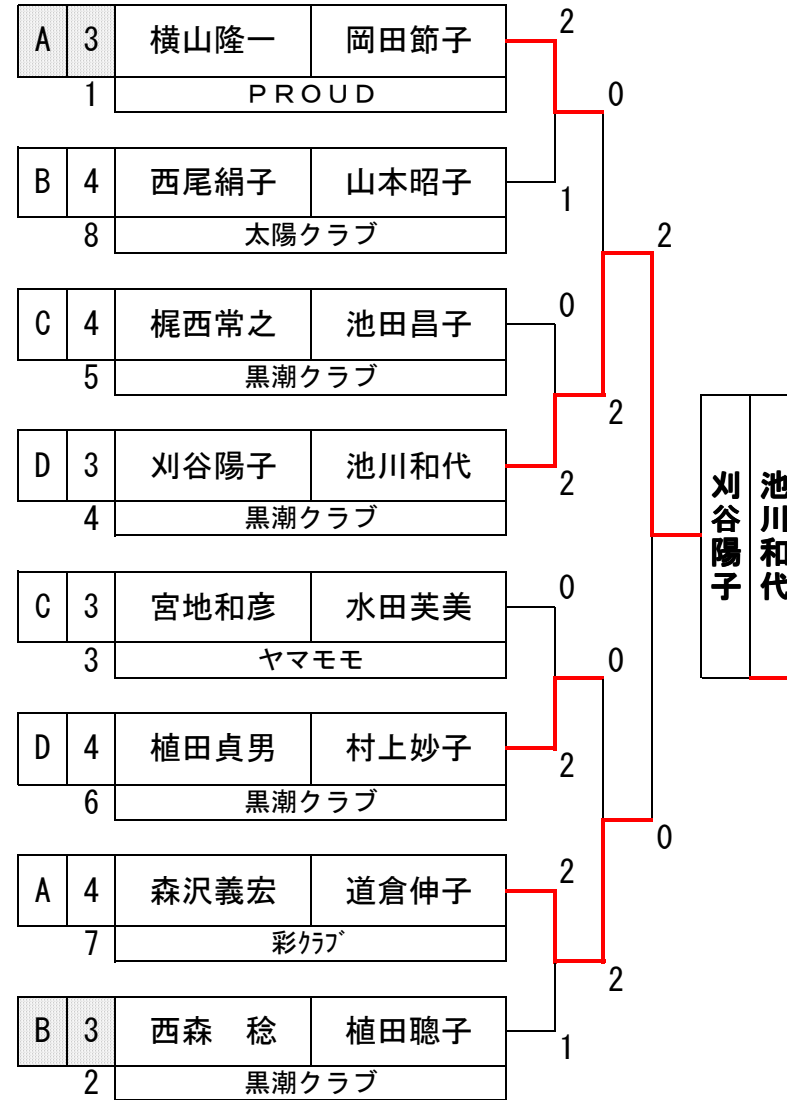 A 3 横山隆一 岡田節子 2
1 PROUD 0
B 4 西尾絹子 山本昭子 1
8 太陽クラブ 2
C 4 梶西常之 池田昌子 0
5 黒潮クラブ 2
D 3 刈谷陽子 池川和代 2
4 黒潮クラブ
刈谷陽子 池川和代
C 3 宮地和彦 水田芙美 0
3 ヤマモモ 0
D 4 植田貞男 村上妙子 2
6 黒潮クラブ 0
A 4 森沢義宏 道倉伸子 2
7 彩ｸﾗﾌﾞ 2
B 3 西森　稔 植田聰子 1
2 黒潮クラブ